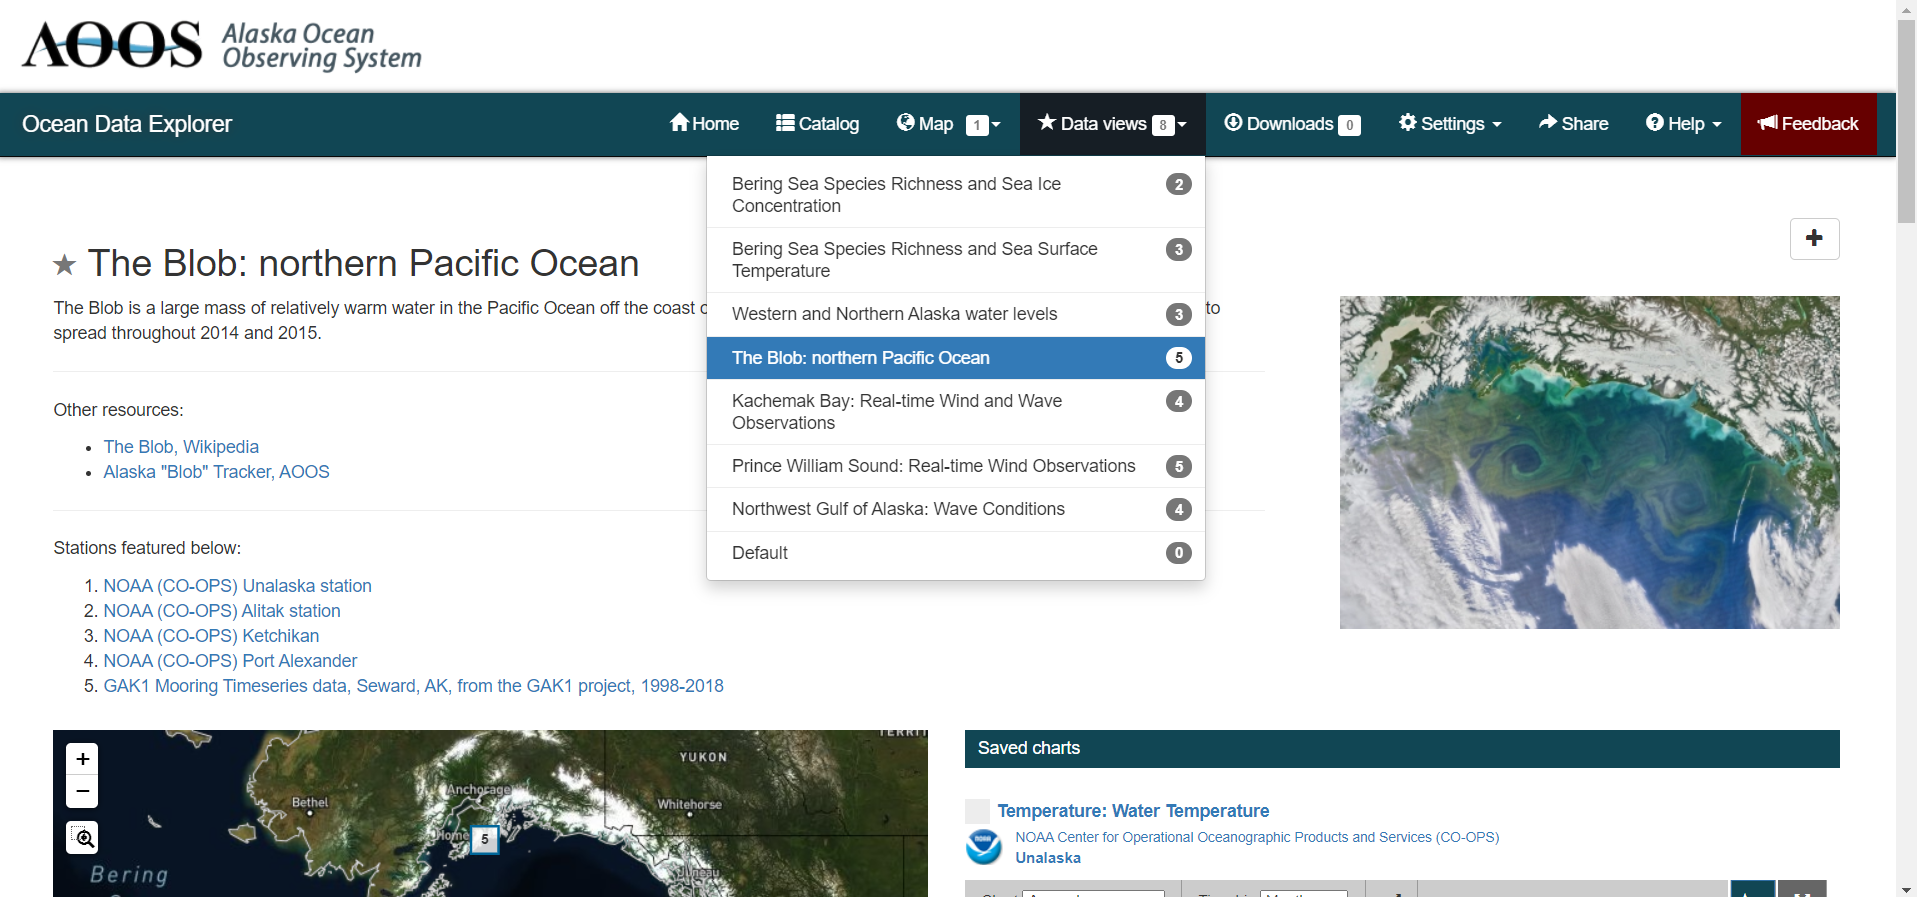 AOOS Alaska Ocean
Observing System
Ocean Data Explorer
Home
Catalog
Map 1
Data views 8
Downloads 0
Settings
Share
Help
Feedback
Bering Sea Species Richness and Sea Ice
Concentration
2
Bering Sea Species Richness and Sea Surface
Temperature
3
Western and Northern Alaska water levels 3
The Blob: northern Pacific Ocean 5
Kachemak Bay: Real-time Wind and Wave
Observations
4
Prince William Sound: Real-time Wind Observations 5
Northwest Gulf of Alaska: Wave Conditions 4
Default 0
The Blob: northern Pacific Ocean
The Blob is a large mass of relatively warm water in the Pacific Ocean off the coast to
spread throughout 2014 and 2015.
Other resources:
• The Blob, Wikipedia
• Alaska "Blob" Tracker, AOOS
Stations featured below:
1. NOAA (CO-OPS) Unalaska station
2. NOAA (CO-OPS) Alitak station
3. NOAA (CO-OPS) Ketchikan
4. NOAA (CO-OPS) Port Alexander
5. GAK1 Mooring Timeseries data, Seward, AK, from the GAK1 project, 1998-2018
+
−
YUKON
Bethel
Anchorage
Whitehorse
5
Juneau
Bering
Saved charts
Temperature: Water Temperature
NOAA Center for Operational Oceanographic Products and Services (CO-OPS)
Unalaska